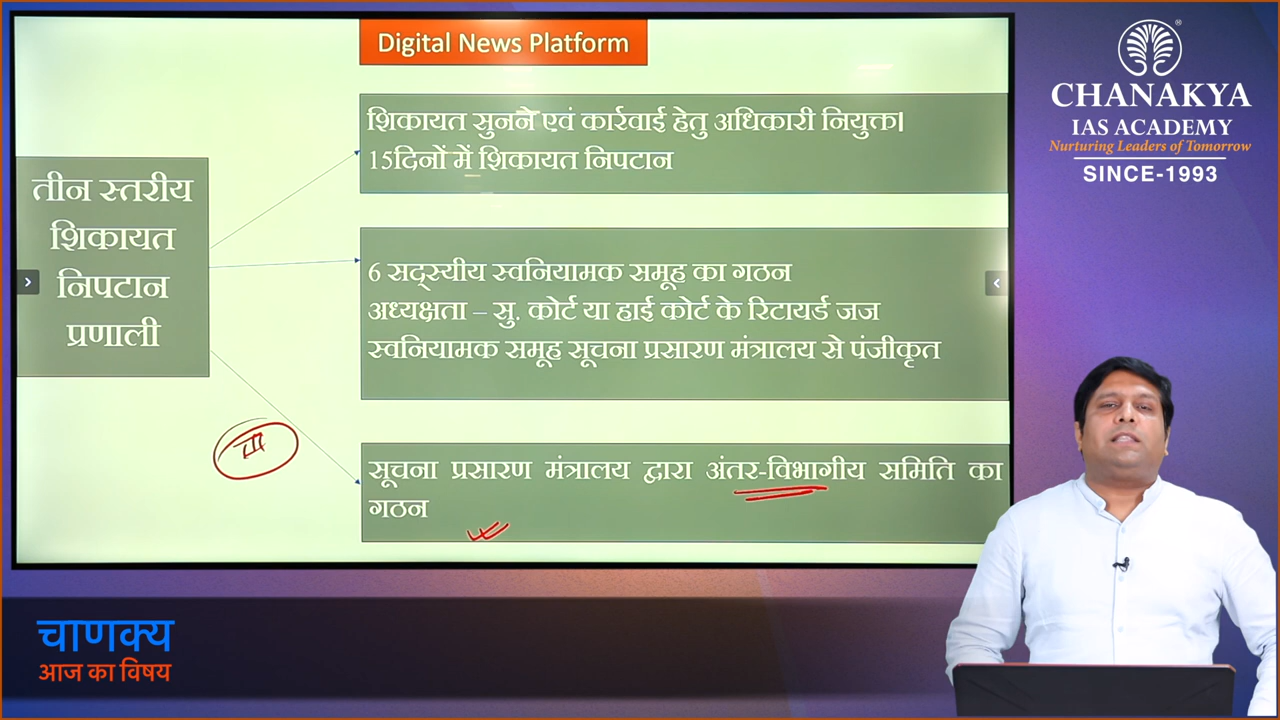 Digital News Platform
तीन स्तरीय
शिकायत
निपटान
प्रणाली
शिकायत सुनने एवं कार्रवाई हेतु अधिकारी नियुक्त।
15दिनों में शिकायत निपटान
6 सद्स्यीय स्वनियामक समूह का गठन
अध्यक्षता – सु. कोर्ट या हाई कोर्ट के रिटायर्ड जज
स्वनियामक समूह सूचना प्रसारण मंत्रालय से पंजीकृत
III
सूचना प्रसारण मंत्रालय द्वारा अंतर-विभागीय समिति का
गठन
CHANAKYA
IAS ACADEMY
Nurturing Leaders of Tomorrow
SINCE-1993
चाणक्य
आज का विषय